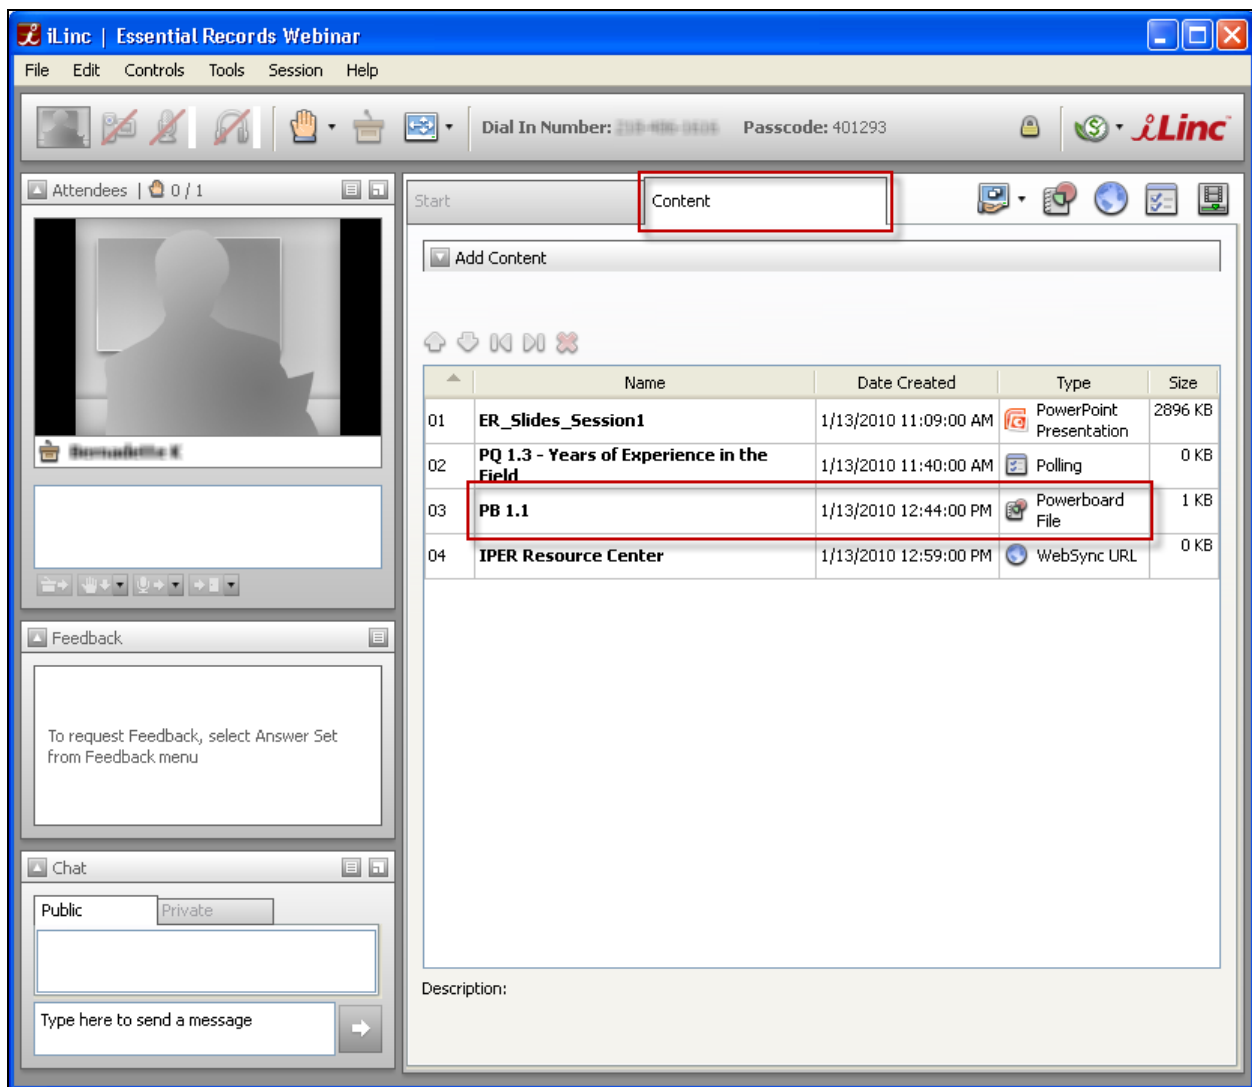 iLinc | Essential Records Webinar
File Edit Controls Tools Session Help
Dial In Number: Passcode: 401293 iLinc
Attendees | 0 / 1
Start Content
Add Content
Name Date Created Type Size
01 ER_Slides_Session1 1/13/2010 11:09:00 AM PowerPoint Presentation 2896 KB
02 PQ 1.3 - Years of Experience in the Field 1/13/2010 11:40:00 AM Polling 0 KB
03 PB 1.1 1/13/2010 12:44:00 PM Powerboard File 1 KB
04 IPER Resource Center 1/13/2010 12:59:00 PM WebSync URL 0 KB
Feedback
To request Feedback, select Answer Set
from Feedback menu
Chat
Public Private
Type here to send a message
Description: